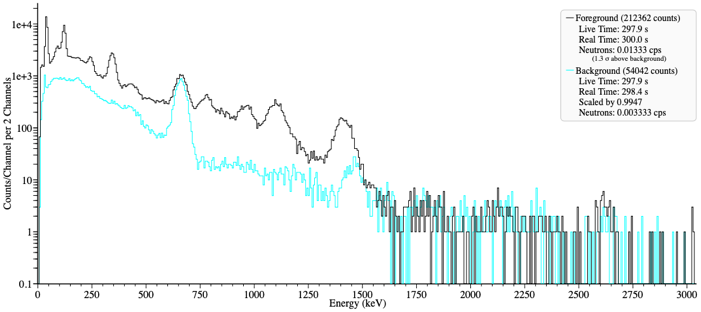 Foreground (212362 counts)
Live Time: 297.9 s
Real Time: 300.0 s
Neutrons: 0.01333 cps
(1.3 σ above background)
Background (54042 counts)
Live Time: 297.9 s
Real Time: 298.4 s
Scaled by 0.9947
Neutrons: 0.003333 cps
Counts/Channel per 2 Channels
1e+4
1e+3
100
10
1
0.1
0 250 500 750 1000 1250 1500 1750 2000 2250 2500 2750 3000
Energy (keV)